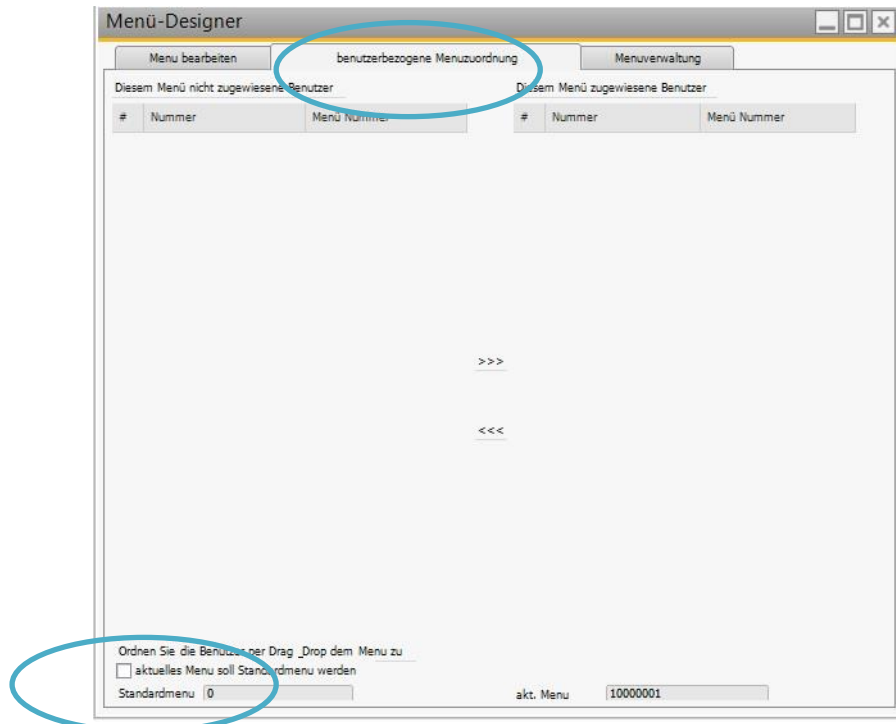 Menü-Designer
Menu bearbeiten benutzerbezogene Menuzuordnung Menuverwaltung
Diesem Menü nicht zugewiesene Benutzer Diesem Menü zugewiesene Benutzer
# Nummer Menü Nummer # Nummer Menü Nummer
>>>
<<<
Ordnen Sie die Benutzer per Drag _Drop dem Menu zu
aktuelles Menu soll Standardmenu werden
Standardmenu 0 akt. Menu 10000001